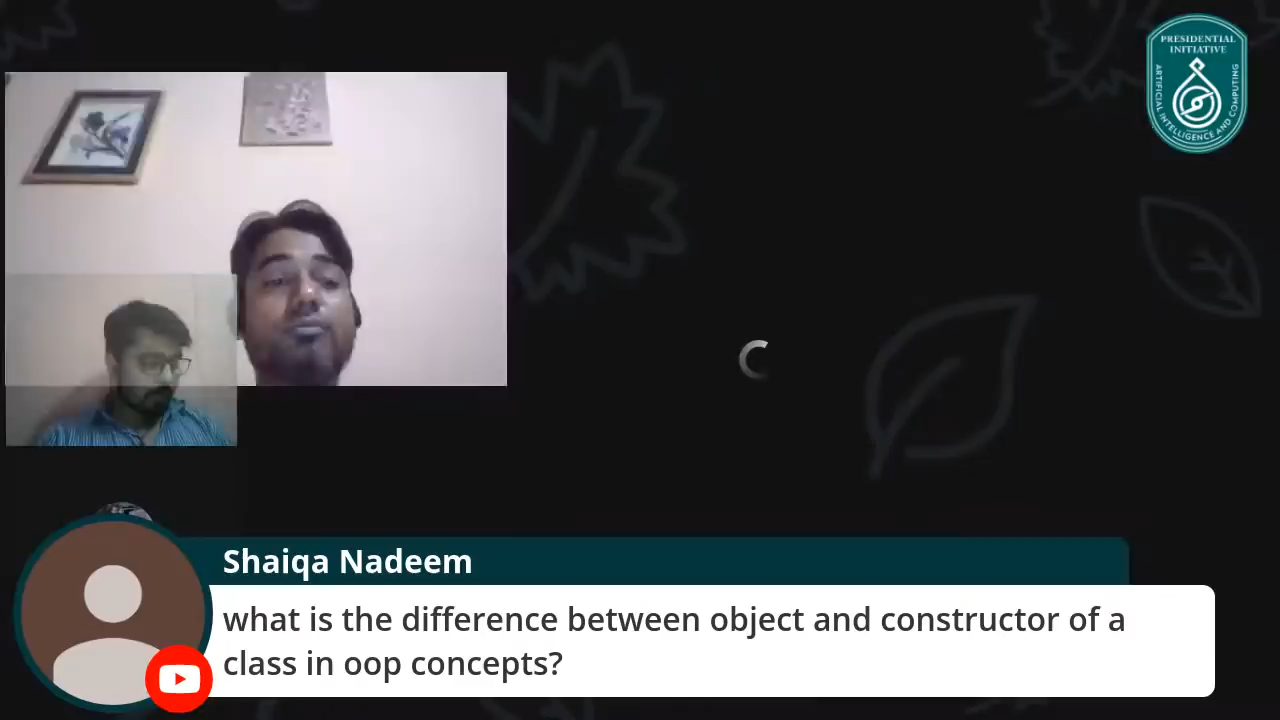 PRESIDENTIAL
INITIATIVE
ARTIFICIAL INTELLIGENCE AND COMPUTING
Shaiqa Nadeem
what is the difference between object and constructor of a
class in oop concepts?